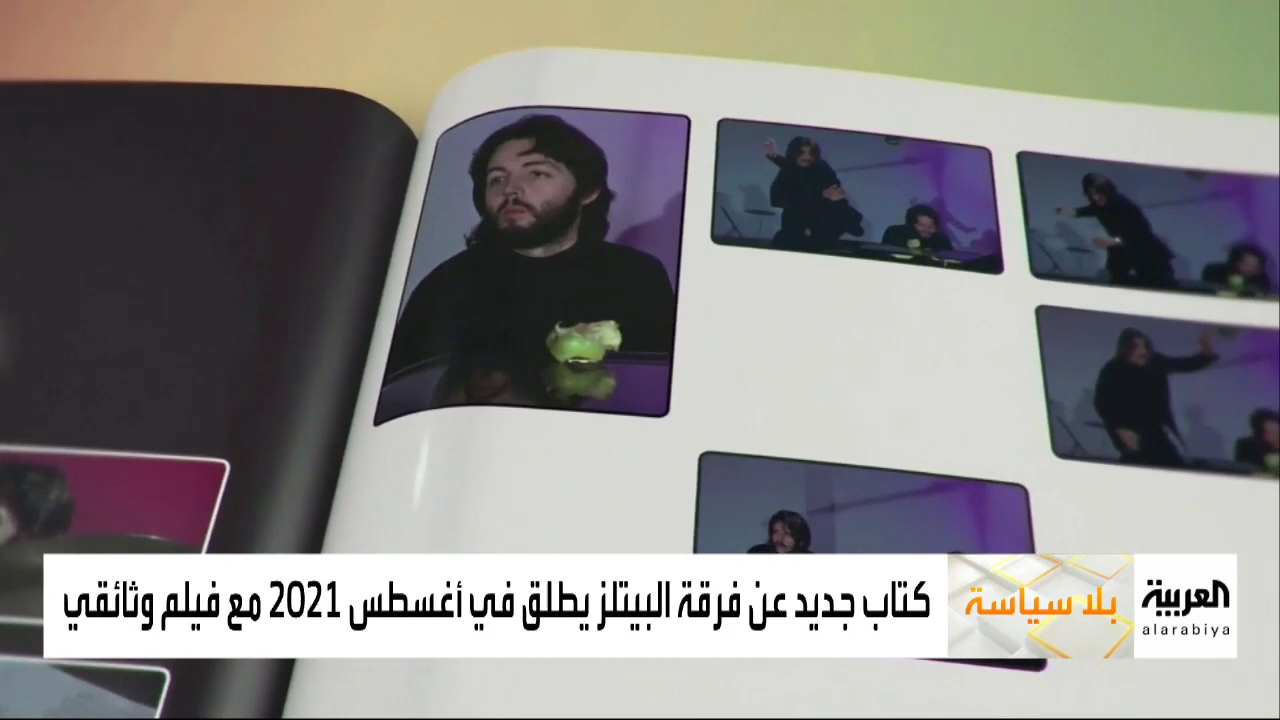 كتاب جديد عن فرقة البيتلز يطلق في أغسطس 2021 مع فيلم وثائقي
بلا سياسة
العربية
alarabiya